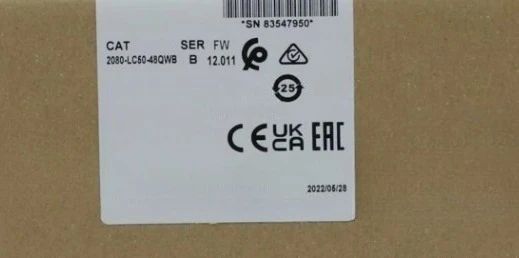 *SN 83547950*
CAT SER FW
2080-LC50-48QWB B 12.011
25
CE UK CA EAC
2022/06/28